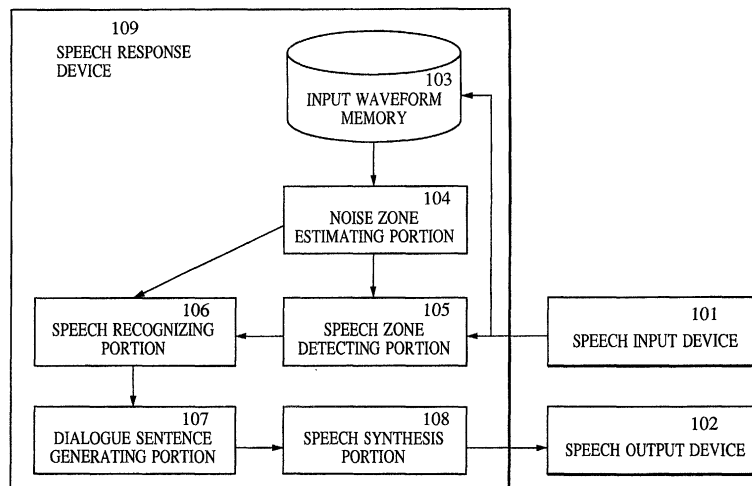 109
SPEECH RESPONSE
DEVICE
103
INPUT WAVEFORM
MEMORY
104
NOISE ZONE
ESTIMATING PORTION
106
SPEECH RECOGNIZING
PORTION
105
SPEECH ZONE
DETECTING PORTION
101
SPEECH INPUT DEVICE
107
DIALOGUE SENTENCE
GENERATING PORTION
108
SPEECH SYNTHESIS
PORTION
102
SPEECH OUTPUT DEVICE